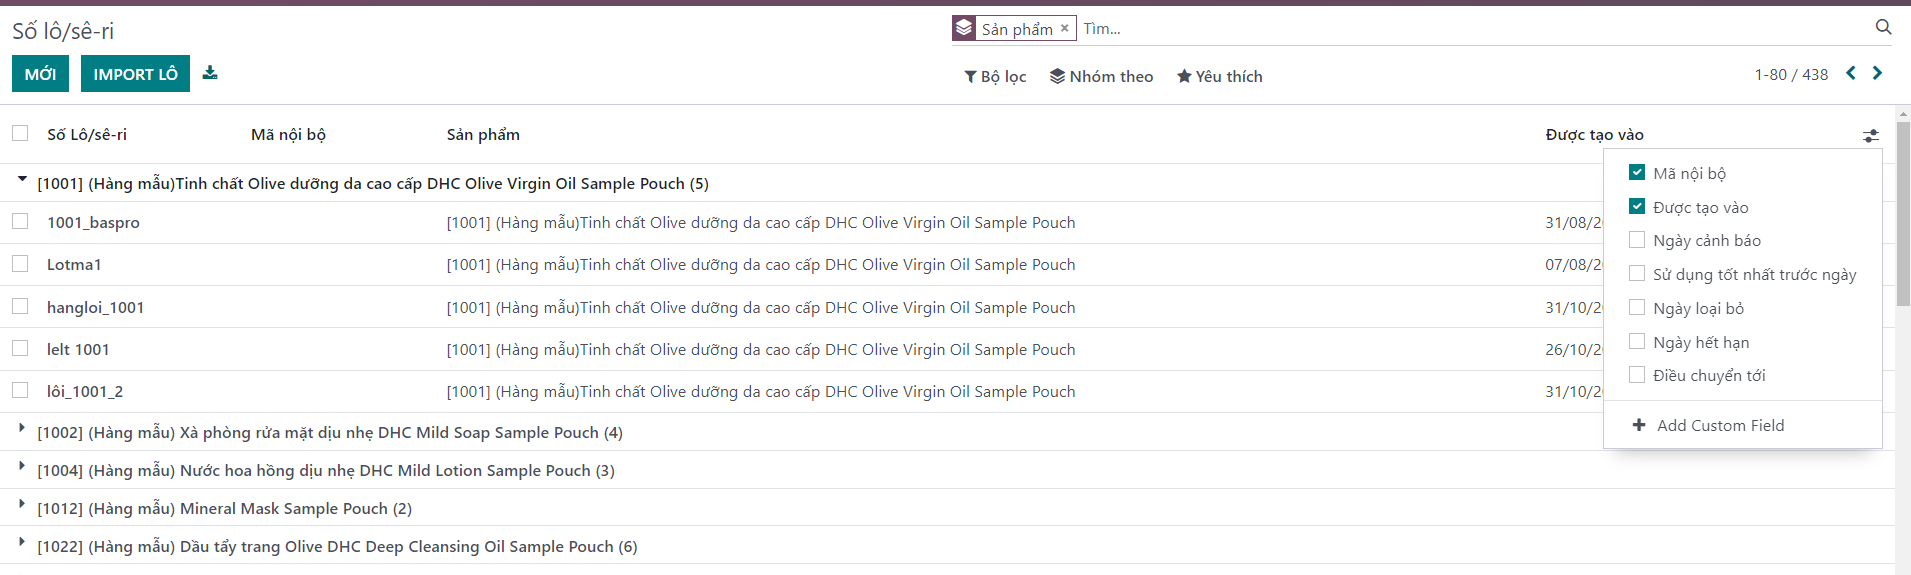 Số lô/sê-ri
Sản phẩm × Tìm...
MỚI IMPORT LÔ
Bộ lọc Nhóm theo Yêu thích 1-80 / 438
Số Lô/sê-ri Mã nội bộ Sản phẩm Được tạo vào
[1001] (Hàng mẫu)Tinh chất Olive dưỡng da cao cấp DHC Olive Virgin Oil Sample Pouch (5)
1001_baspro [1001] (Hàng mẫu)Tinh chất Olive dưỡng da cao cấp DHC Olive Virgin Oil Sample Pouch 31/08/2
Lotma1 [1001] (Hàng mẫu)Tinh chất Olive dưỡng da cao cấp DHC Olive Virgin Oil Sample Pouch 07/08/2
hangloi_1001 [1001] (Hàng mẫu)Tinh chất Olive dưỡng da cao cấp DHC Olive Virgin Oil Sample Pouch 31/10/2
lelt 1001 [1001] (Hàng mẫu)Tinh chất Olive dưỡng da cao cấp DHC Olive Virgin Oil Sample Pouch 26/10/2
lôi_1001_2 [1001] (Hàng mẫu)Tinh chất Olive dưỡng da cao cấp DHC Olive Virgin Oil Sample Pouch 31/10/2
[1002] (Hàng mẫu) Xà phòng rửa mặt dịu nhẹ DHC Mild Soap Sample Pouch (4)
[1004] (Hàng mẫu) Nước hoa hồng dịu nhẹ DHC Mild Lotion Sample Pouch (3)
[1012] (Hàng mẫu) Mineral Mask Sample Pouch (2)
[1022] (Hàng mẫu) Dầu tẩy trang Olive DHC Deep Cleansing Oil Sample Pouch (6)
Mã nội bộ
Được tạo vào
Ngày cảnh báo
Sử dụng tốt nhất trước ngày
Ngày loại bỏ
Ngày hết hạn
Điều chuyển tới
Add Custom Field